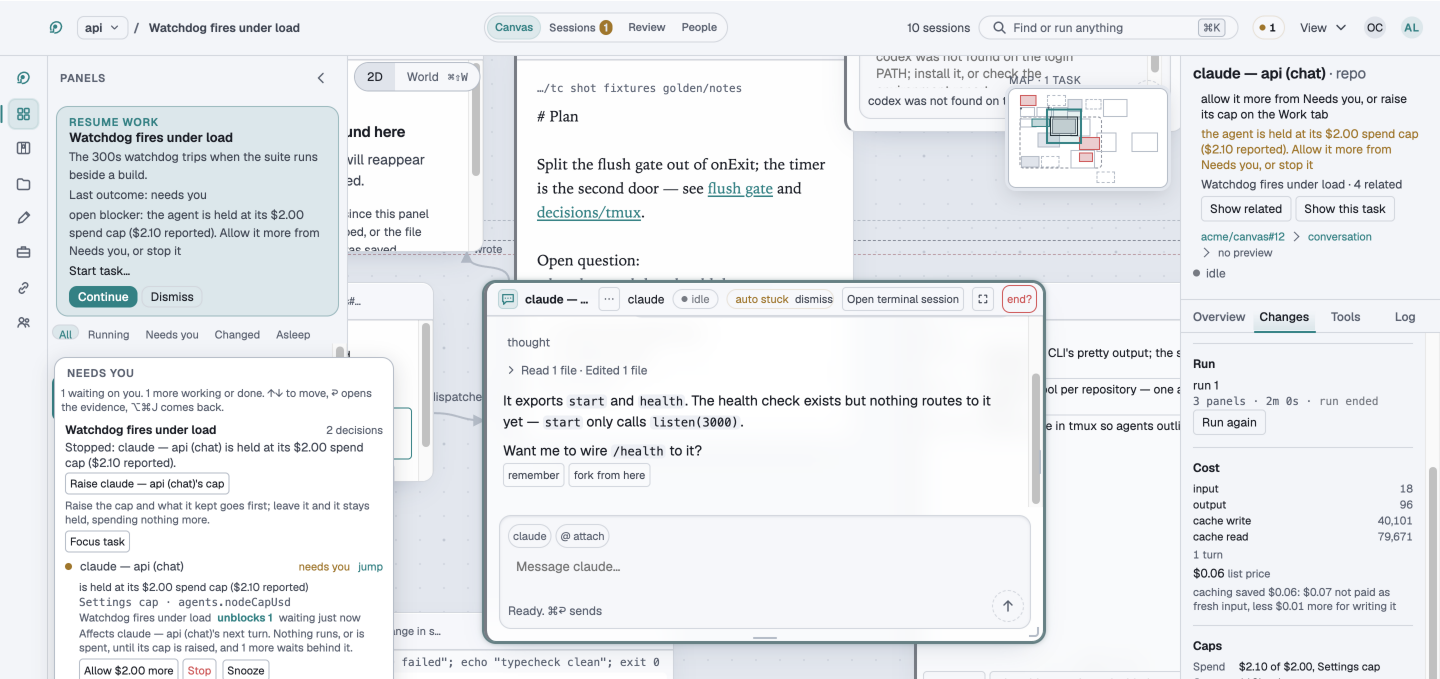 api / Watchdog fires under load
Canvas Sessions 1 Review People
10 sessions Find or run anything ⌘K 1 View OC AL
PANELS
RESUME WORK
Watchdog fires under load
The 300s watchdog trips when the suite runs
beside a build.
Last outcome: needs you
open blocker: the agent is held at its $2.00
spend cap ($2.10 reported). Allow it more from
Needs you, or stop it
Start task…
Continue Dismiss
All Running Needs you Changed Asleep
NEEDS YOU
1 waiting on you. 1 more working or done. ↑↓ to move, ↩ opens
the evidence, ⌥⌘J comes back.
Watchdog fires under load 2 decisions
Stopped: claude — api (chat) is held at its $2.00 spend
cap ($2.10 reported).
Raise claude — api (chat)'s cap
Raise the cap and what it kept goes first; leave it and it stays
held, spending nothing more.
Focus task
claude — api (chat) needs you jump
is held at its $2.00 spend cap ($2.10 reported)
Settings cap · agents.nodeCapUsd
Watchdog fires under load unblocks 1 waiting just now
Affects claude — api (chat)'s next turn. Nothing runs, or is
spent, until its cap is raised, and 1 more waits behind it.
Allow $2.00 more Stop Snooze
2D World ⌘⇧W
und here
will reappear
ed.
since this panel
ped, or the file
as saved
wrote
#…
dispatche
nge in s…
failed"; echo "typecheck clean"; exit 0
…/tc shot fixtures golden/notes
# Plan
Split the flush gate out of onExit; the timer
is the second door — see flush gate and
decisions/tmux.
Open question:
codex was not found on the login
PATH; install it, or check the
codex was not found on t
MAP · 1 TASK
claude — … ··· claude idle auto stuck dismiss Open terminal session end?
thought
Read 1 file · Edited 1 file
It exports start and health. The health check exists but nothing routes to it
yet — start only calls listen(3000).
Want me to wire /health to it?
remember fork from here
claude @ attach
Message claude…
Ready. ⌘↩ sends
CLI's pretty output; the s
ol per repository — one a
e in tmux so agents outli
claude — api (chat) · repo
allow it more from Needs you, or raise
its cap on the Work tab
the agent is held at its $2.00 spend cap
($2.10 reported). Allow it more from
Needs you, or stop it
Watchdog fires under load · 4 related
Show related Show this task
acme/canvas#12 > conversation
> no preview
idle
Overview Changes Tools Log
Run
run 1
3 panels · 2m 0s · run ended
Run again
Cost
input 18
output 96
cache write 40,101
cache read 79,671
1 turn
$0.06 list price
caching saved $0.06: $0.07 not paid as
fresh input, less $0.01 more for writing it
Caps
Spend $2.10 of $2.00, Settings cap